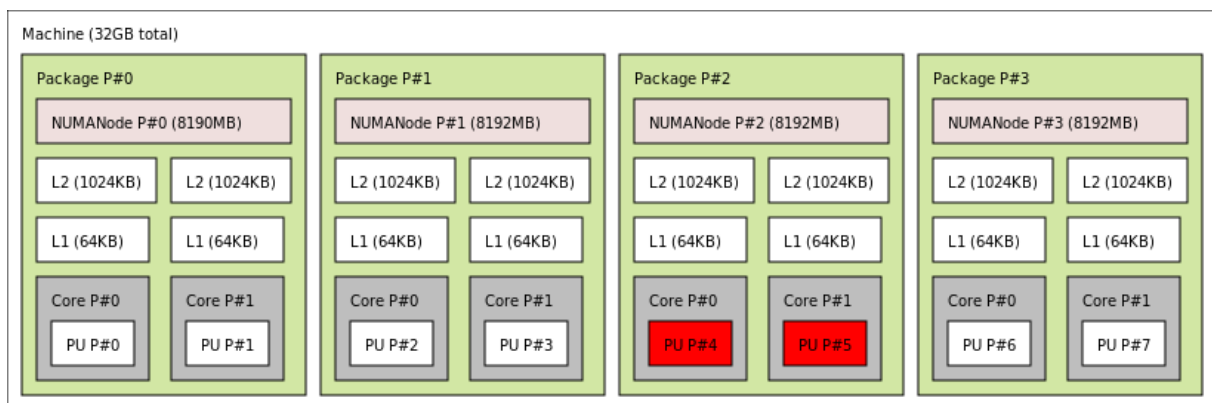 Machine (32GB total)
Package P#0
NUMANode P#0 (8190MB)
L2 (1024KB) L2 (1024KB)
L1 (64KB) L1 (64KB)
Core P#0 Core P#1
PU P#0 PU P#1
Package P#1
NUMANode P#1 (8192MB)
L2 (1024KB) L2 (1024KB)
L1 (64KB) L1 (64KB)
Core P#0 Core P#1
PU P#2 PU P#3
Package P#2
NUMANode P#2 (8192MB)
L2 (1024KB) L2 (1024KB)
L1 (64KB) L1 (64KB)
Core P#0 Core P#1
PU P#4 PU P#5
Package P#3
NUMANode P#3 (8192MB)
L2 (1024KB) L2 (1024KB)
L1 (64KB) L1 (64KB)
Core P#0 Core P#1
PU P#6 PU P#7